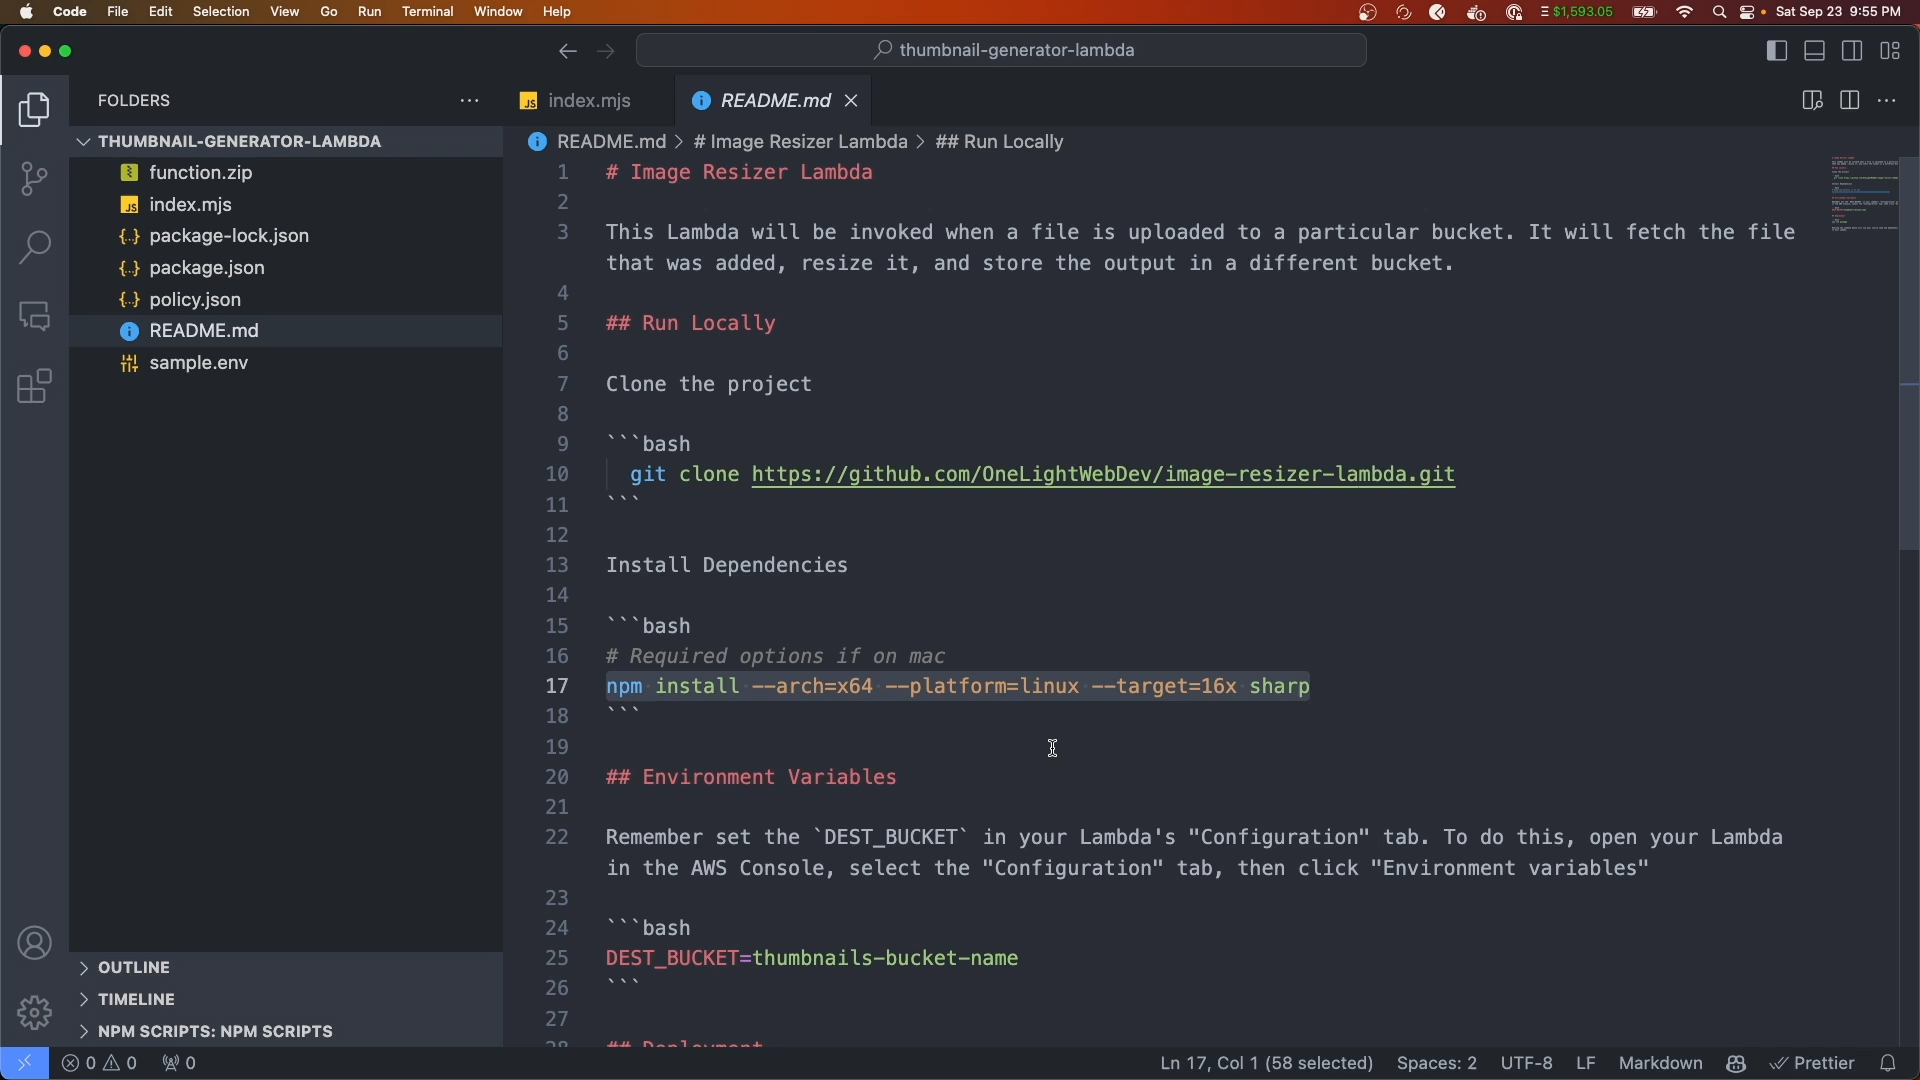 Code File Edit Selection View Go Run Terminal Window Help $1,593.05 Sat Sep 23 9:55 PM
thumbnail-generator-lambda
FOLDERS
THUMBNAIL-GENERATOR-LAMBDA
function.zip
JS index.mjs
{..} package-lock.json
{..} package.json
{..} policy.json
README.md
sample.env
OUTLINE
TIMELINE
NPM SCRIPTS: NPM SCRIPTS
JS index.mjs README.md
README.md > # Image Resizer Lambda > ## Run Locally
1 # Image Resizer Lambda
2
3 This Lambda will be invoked when a file is uploaded to a particular bucket. It will fetch the file
that was added, resize it, and store the output in a different bucket.
4
5 ## Run Locally
6
7 Clone the project
8
9 ```bash
10 git clone https://github.com/OneLightWebDev/image-resizer-lambda.git
11 ```
12
13 Install Dependencies
14
15 ```bash
16 # Required options if on mac
17 npm install --arch=x64 --platform=linux --target=16x sharp
18 ```
19
20 ## Environment Variables
21
22 Remember set the `DEST_BUCKET` in your Lambda's "Configuration" tab. To do this, open your Lambda
in the AWS Console, select the "Configuration" tab, then click "Environment variables"
23
24 ```bash
25 DEST_BUCKET=thumbnails-bucket-name
26 ```
27
28 ## Deployment
0 0 0 Ln 17, Col 1 (58 selected) Spaces: 2 UTF-8 LF Markdown Prettier